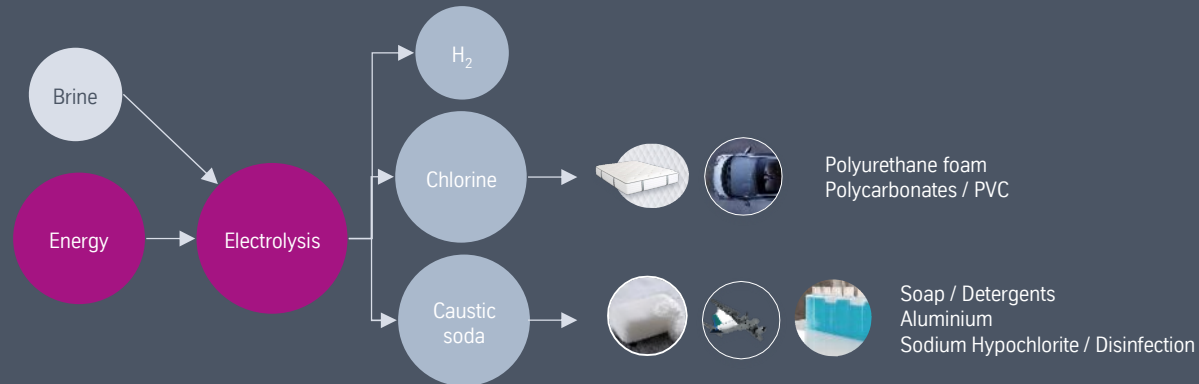 H₂
Brine
Chlorine
Polyurethane foam
Polycarbonates / PVC
Energy
Electrolysis
Caustic
soda
Soap / Detergents
Aluminium
Sodium Hypochlorite / Disinfection